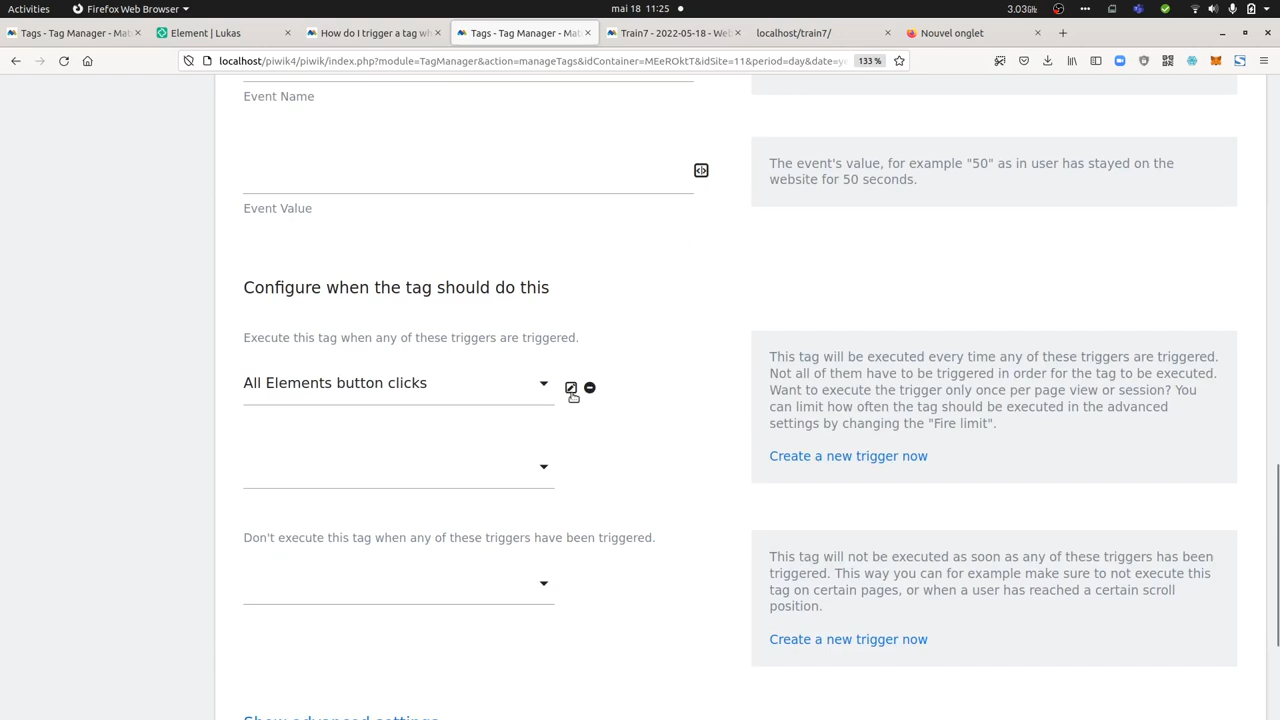 Activities
Firefox Web Browser
mai 18 11:25
3.03GHz
Tags - Tag Manager - Mat
Element | Lukas
How do I trigger a tag wh
Tags - Tag Manager - Mat
Train7 - 2022-05-18 - Web
localhost/train7/
Nouvel onglet
localhost/piwik4/piwik/index.php?module=TagManager&action=manageTags&idContainer=MEeROktT&idSite=11&period=day&date=ye
133 %
Event Name
The event's value, for example "50" as in user has stayed on the
website for 50 seconds.
Event Value
Configure when the tag should do this
Execute this tag when any of these triggers are triggered.
All Elements button clicks
This tag will be executed every time any of these triggers are triggered.
Not all of them have to be triggered in order for the tag to be executed.
Want to execute the trigger only once per page view or session? You
can limit how often the tag should be executed in the advanced
settings by changing the "Fire limit".
Create a new trigger now
Don't execute this tag when any of these triggers have been triggered.
This tag will not be executed as soon as any of these triggers has been
triggered. This way you can for example make sure to not execute this
tag on certain pages, or when a user has reached a certain scroll
position.
Create a new trigger now
Show advanced settings